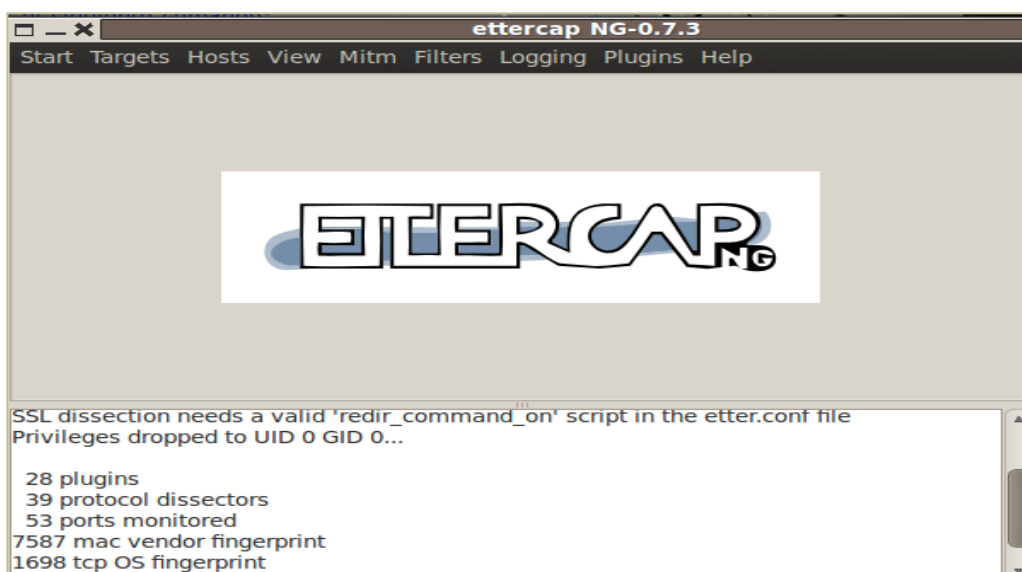 ettercap NG-0.7.3
Start Targets Hosts View Mitm Filters Logging Plugins Help
ETTERCAP
NG
SSL dissection needs a valid 'redir_command_on' script in the etter.conf file
Privileges dropped to UID 0 GID 0...
28 plugins
39 protocol dissectors
53 ports monitored
7587 mac vendor fingerprint
1698 tcp OS fingerprint